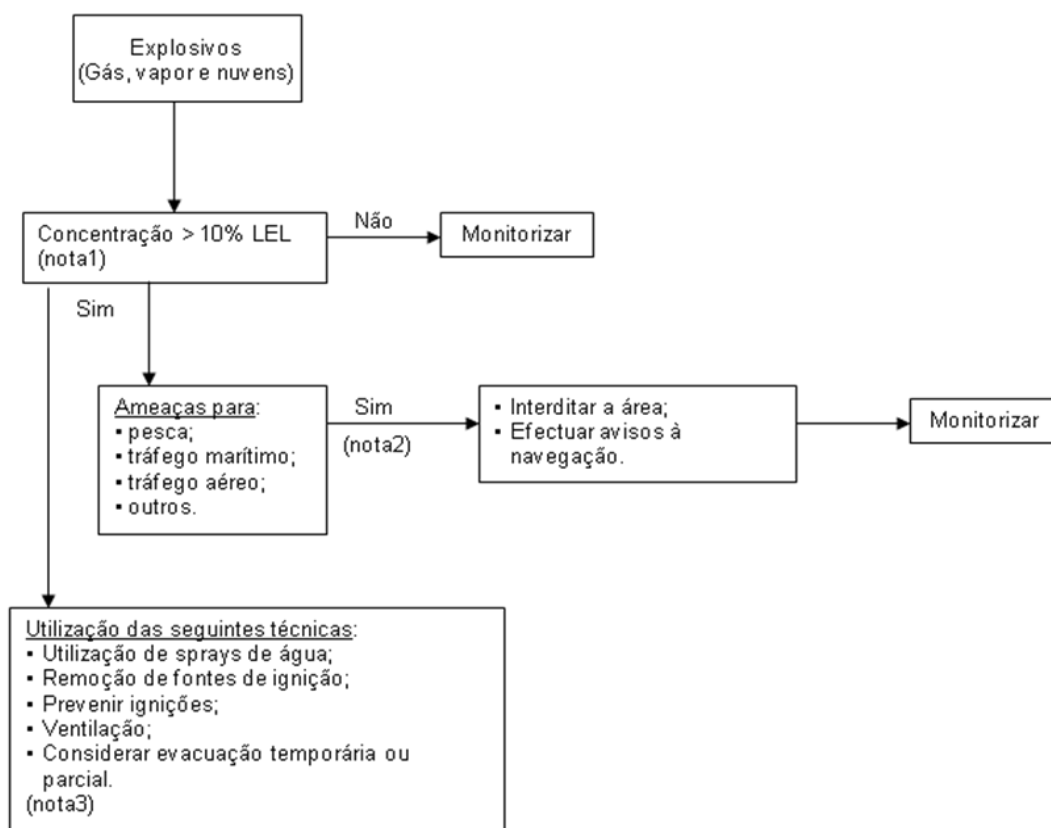 Explosivos
(Gás, vapor e nuvens)
Concentração > 10% LEL
(nota1)
Não
Monitorizar
Sim
Ameaças para:
▪ pesca;
▪ tráfego marítimo;
▪ tráfego aéreo;
▪ outros.
Sim
(nota2)
▪ Interditar a área;
▪ Efectuar avisos à
navegação.
Monitorizar
Utilização das seguintes técnicas:
▪ Utilização de sprays de água;
▪ Remoção de fontes de ignição;
▪ Prevenir ignições;
▪ Ventilação;
▪ Considerar evacuação temporária ou
parcial.
(nota3)